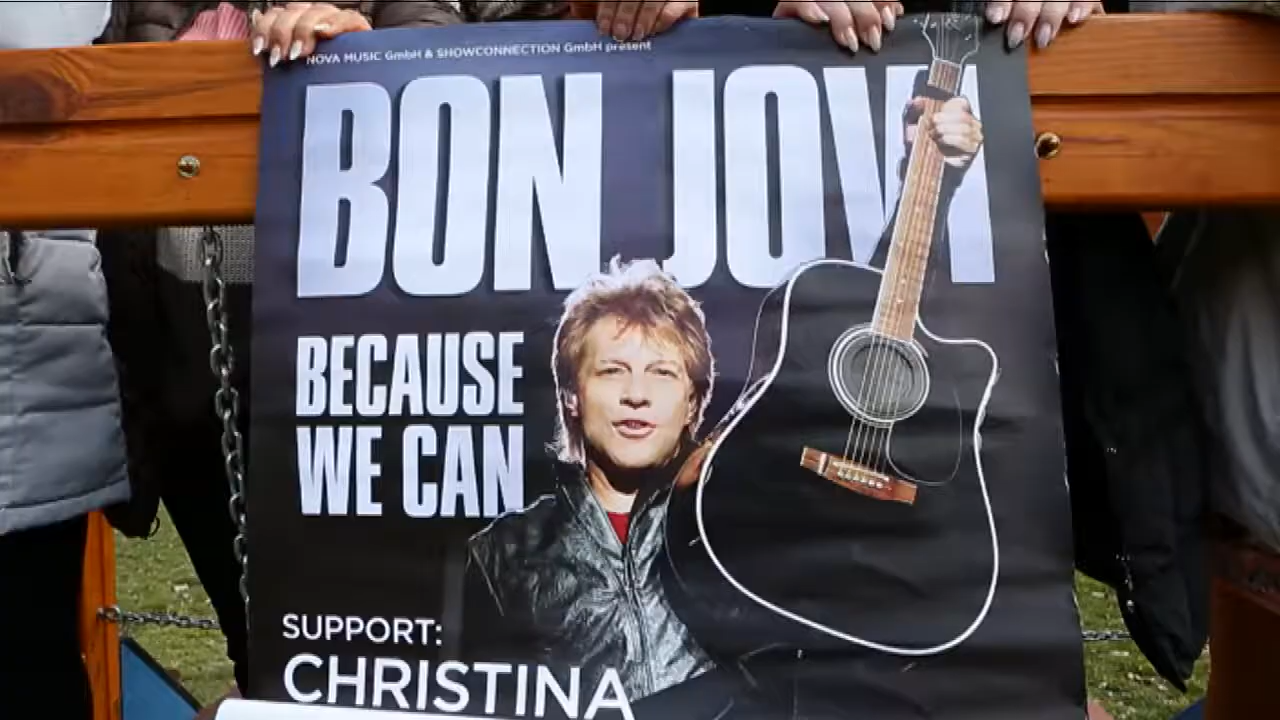 NOVA MUSIC GmbH & SHOWCONNECTION GmbH present
BON JOVI
BECAUSE
WE CAN
SUPPORT:
CHRISTINA